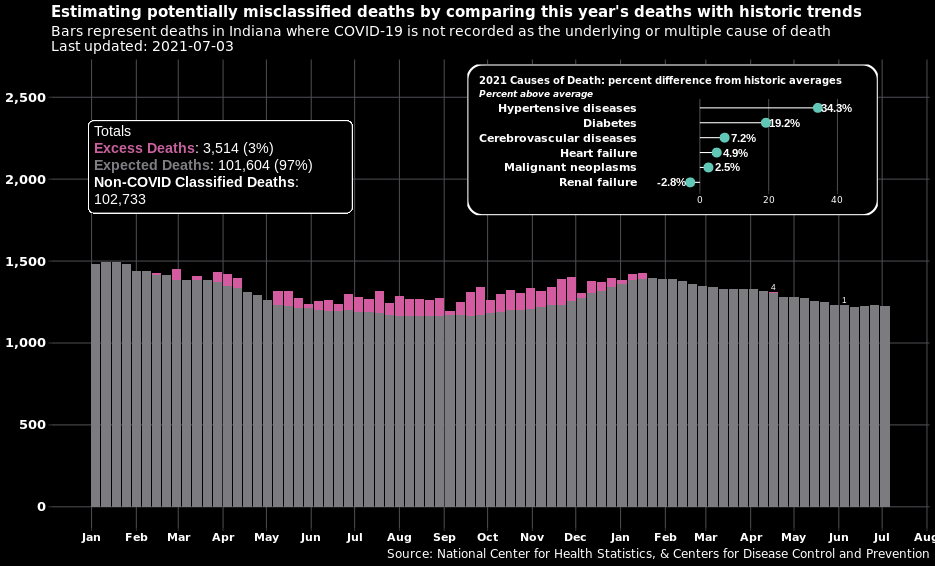 Estimating potentially misclassified deaths by comparing this year's deaths with historic trends
Bars represent deaths in Indiana where COVID-19 is not recorded as the underlying or multiple cause of death
Last updated: 2021-07-03
2021 Causes of Death: percent difference from historic averages
Percent above average
Hypertensive diseases 34.3%
Diabetes 19.2%
Cerebrovascular diseases 7.2%
Heart failure 4.9%
Malignant neoplasms 2.5%
Renal failure -2.8%
0 20 40
Totals
Excess Deaths: 3,514 (3%)
Expected Deaths: 101,604 (97%)
Non-COVID Classified Deaths:
102,733
2,500
2,000
1,500
1,000
500
0
4
1
Jan Feb Mar Apr May Jun Jul Aug Sep Oct Nov Dec Jan Feb Mar Apr May Jun Jul Aug
Source: National Center for Health Statistics, & Centers for Disease Control and Prevention